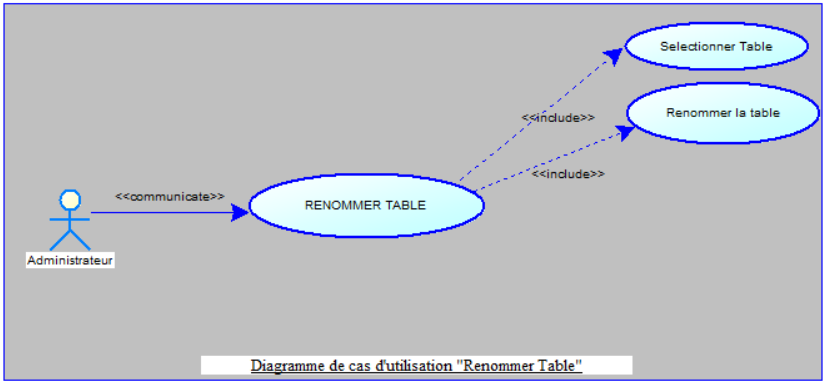 Selectionner Table
Renommer la table
<<include>>
<<include>>
<<communicate>>
RENOMMER TABLE
Administrateur
Diagramme de cas d'utilisation "Renommer Table"